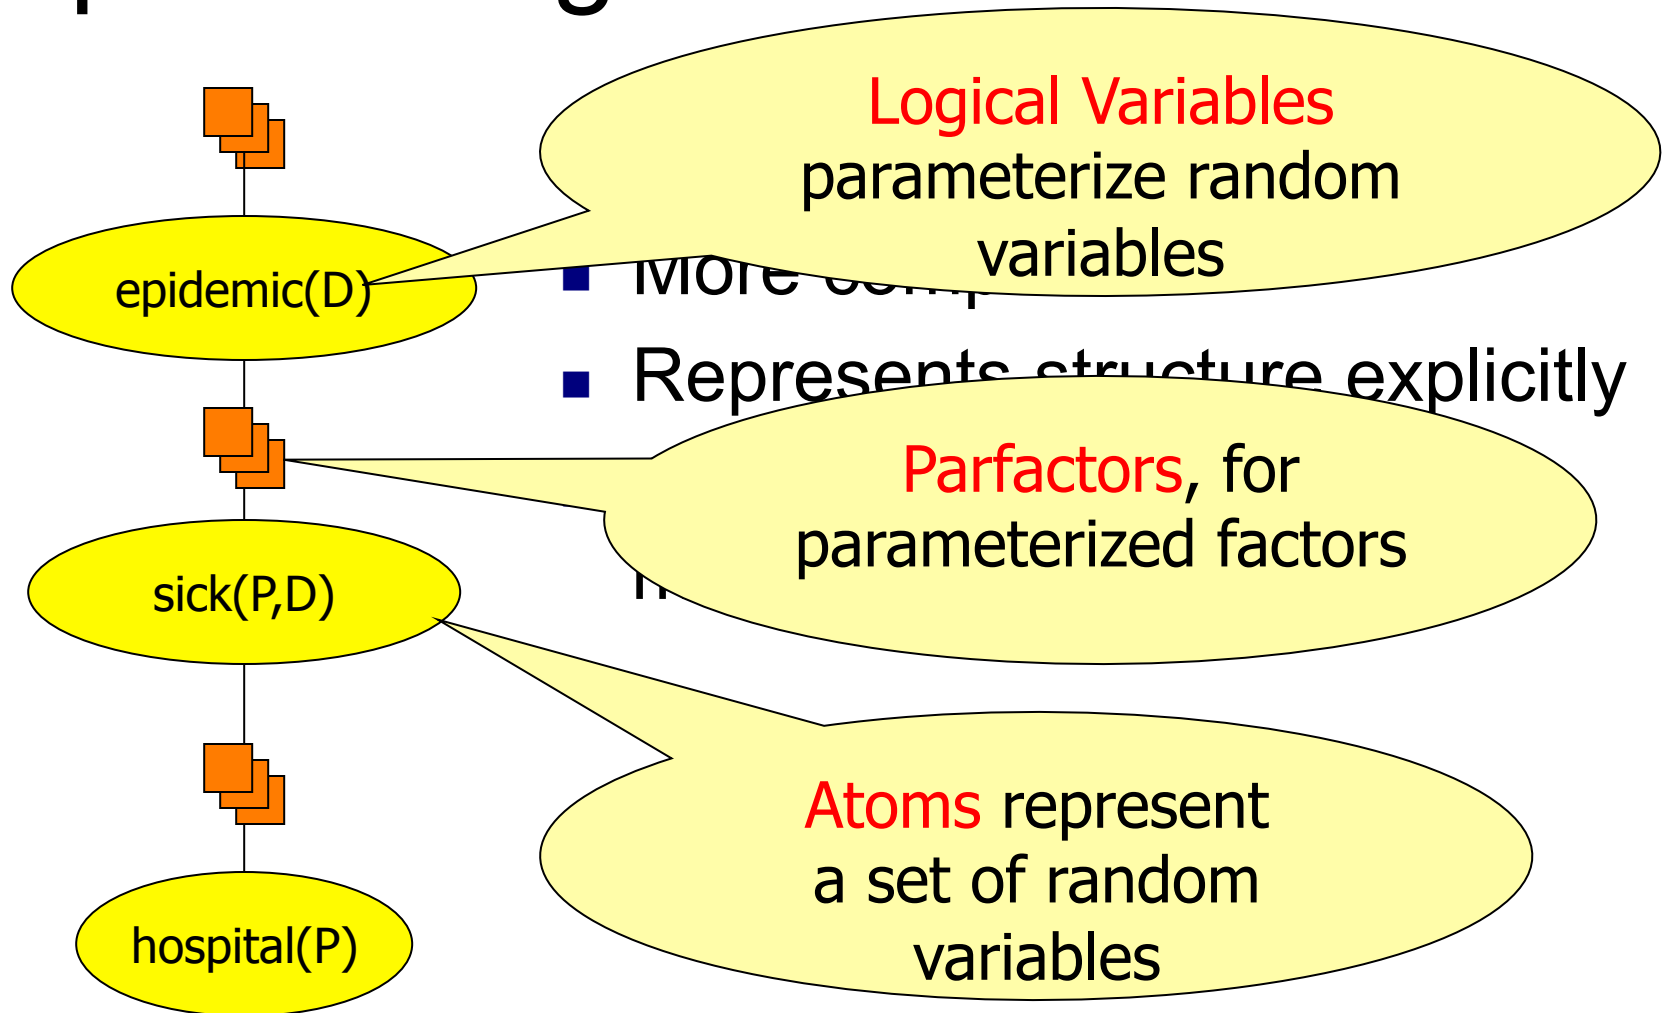 Logical Variables
parameterize random
variables
epidemic(D)
More
Represents structure explicitly
Parfactors, for
parameterized factors
sick(P,D)
Atoms represent
a set of random
variables
hospital(P)